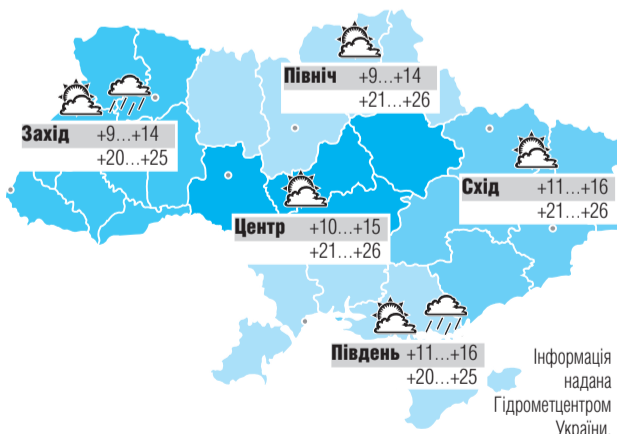 Північ +9...+14
+21...+26
Захід +9...+14
+20...+25
Схід +11...+16
+21...+26
Центр +10...+15
+21...+26
Південь +11...+16
+20...+25
Інформація
надана
Гідрометцентром
України.